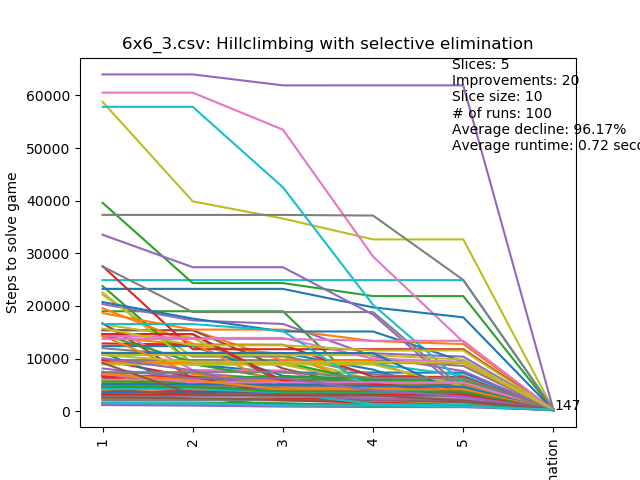 6x6_3.csv: Hillclimbing with selective elimination
Slices: 5
Improvements: 20
Slice size: 10
# of runs: 100
Average decline: 96.17%
Average runtime: 0.72
Steps to solve game
60000
50000
40000
30000
20000
10000
0
147
1
2
3
4
5